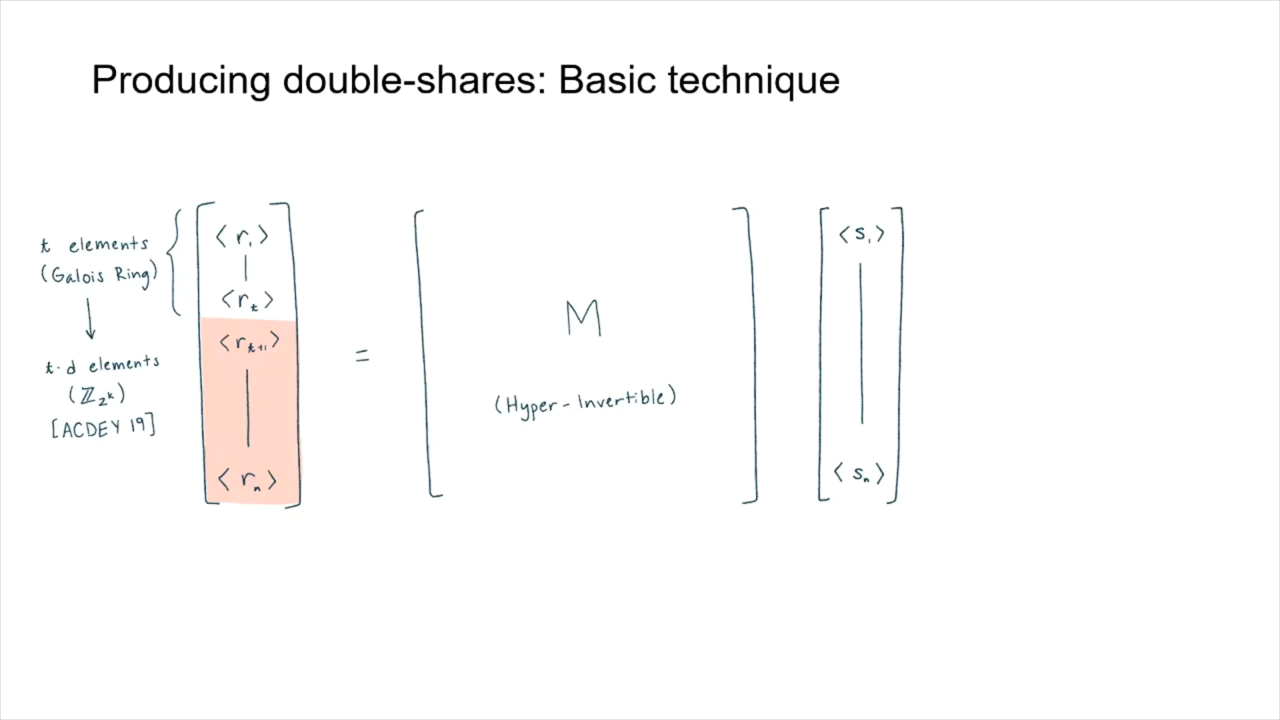 Producing double-shares: Basic technique
t elements
(Galois Ring)
t·d elements
(ℤ₂ᵏ)
[ACDEY 19]
⟨r₁⟩
⟨rₜ⟩
⟨rₜ₊₁⟩
⟨rₙ⟩
=
M
(Hyper-Invertible)
⟨s₁⟩
⟨sₙ⟩